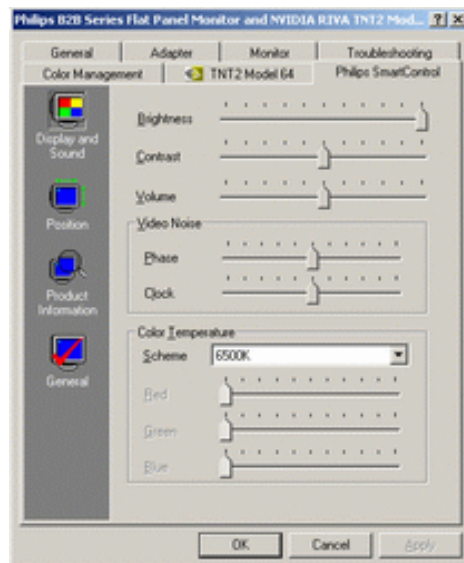 Philips B2B Series Flat Panel Monitor and NVIDIA RIVA TNT2 Mod...
General Adapter Monitor Troubleshooting
Color Management TNT2 Model 64 Philips SmartControl
Display and
Sound
Position
Product
Information
General
Brightness
Contrast
Volume
Video Noise
Phase
Clock
Color Temperature
Scheme 6500K
Red
Green
Blue
OK Cancel Apply